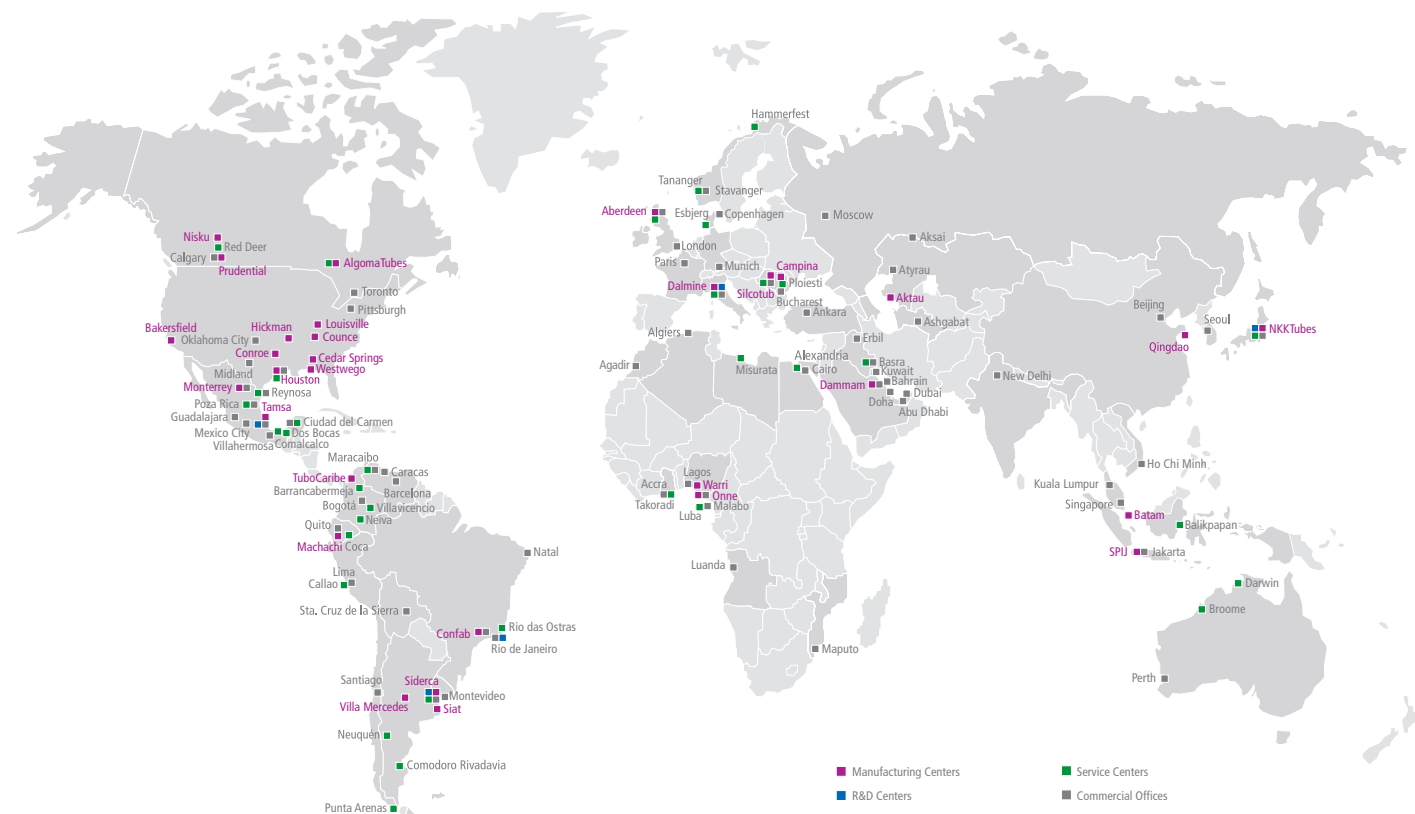 Hammerfest
Tananger
Stavanger
Aberdeen
Esbjerg
Copenhagen
Moscow
Nisku
Red Deer
Calgary
Prudential
AlgomaTubes
London
Paris
Munich
Campina
Ploiesti
Dalmine
Silcotub
Bucharest
Ankara
Aksai
Atyrau
Aktau
Ashgabat
Toronto
Pittsburgh
Bakersfield
Hickman
Louisville
Oklahoma City
Counce
Conroe
Cedar Springs
Midland
Westwego
Houston
Monterrey
Reynosa
Poza Rica
Tamsa
Guadalajara
Ciudad del Carmen
Mexico City
Dos Bocas
Villahermosa
Comalcalco
Algiers
Agadir
Misurata
Alexandria
Cairo
Erbil
Basra
Kuwait
Dammam
Bahrain
Doha
Dubai
Abu Dhabi
New Delhi
Beijing
Seoul
Qingdao
NKKTubes
Maracaibo
Caracas
TuboCaribe
Barrancabermeja
Barcelona
Bogotá
Villavicencio
Neiva
Quito
Machachi
Coca
Lima
Callao
Natal
Sta. Cruz de la Sierra
Lagos
Accra
Warri
Takoradi
Onne
Luba
Malabo
Luanda
Maputo
Ho Chi Minh
Kuala Lumpur
Singapore
Batam
Balikpapan
SPIJ
Jakarta
Darwin
Broome
Perth
Confab
Rio das Ostras
Rio de Janeiro
Santiago
Siderca
Montevideo
Villa Mercedes
Siat
Neuquén
Comodoro Rivadavia
Punta Arenas
Manufacturing Centers
Service Centers
R&D Centers
Commercial Offices